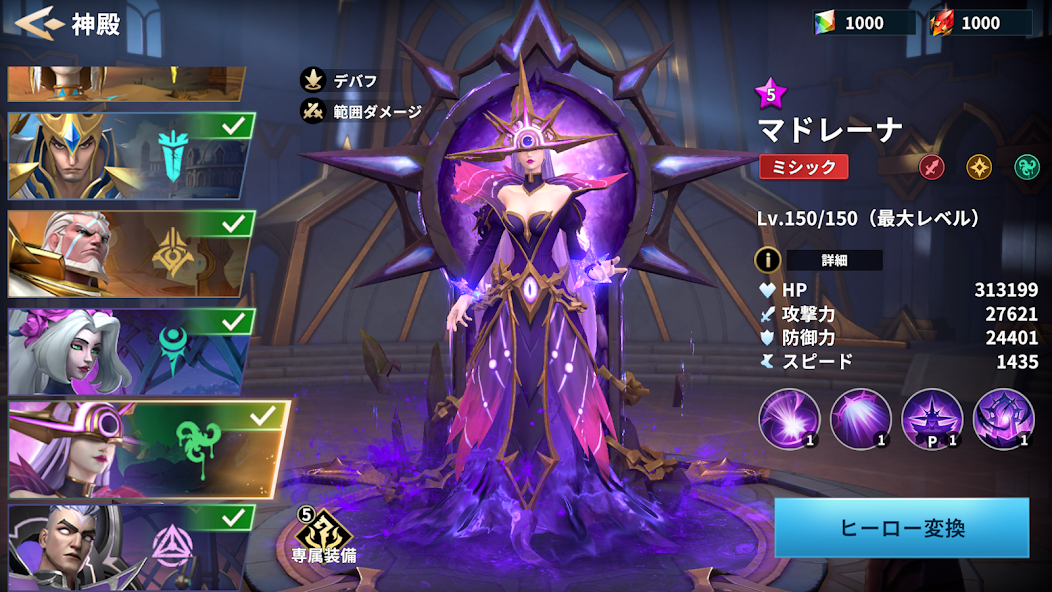 神殿
1000
1000
デバフ
範囲ダメージ
5
マドレーナ
ミシック
Lv.150/150（最大レベル）
詳細
HP 313199
攻撃力 27621
防御力 24401
スピード 1435
1
1
P 1
1
5
専属装備
ヒーロー変換